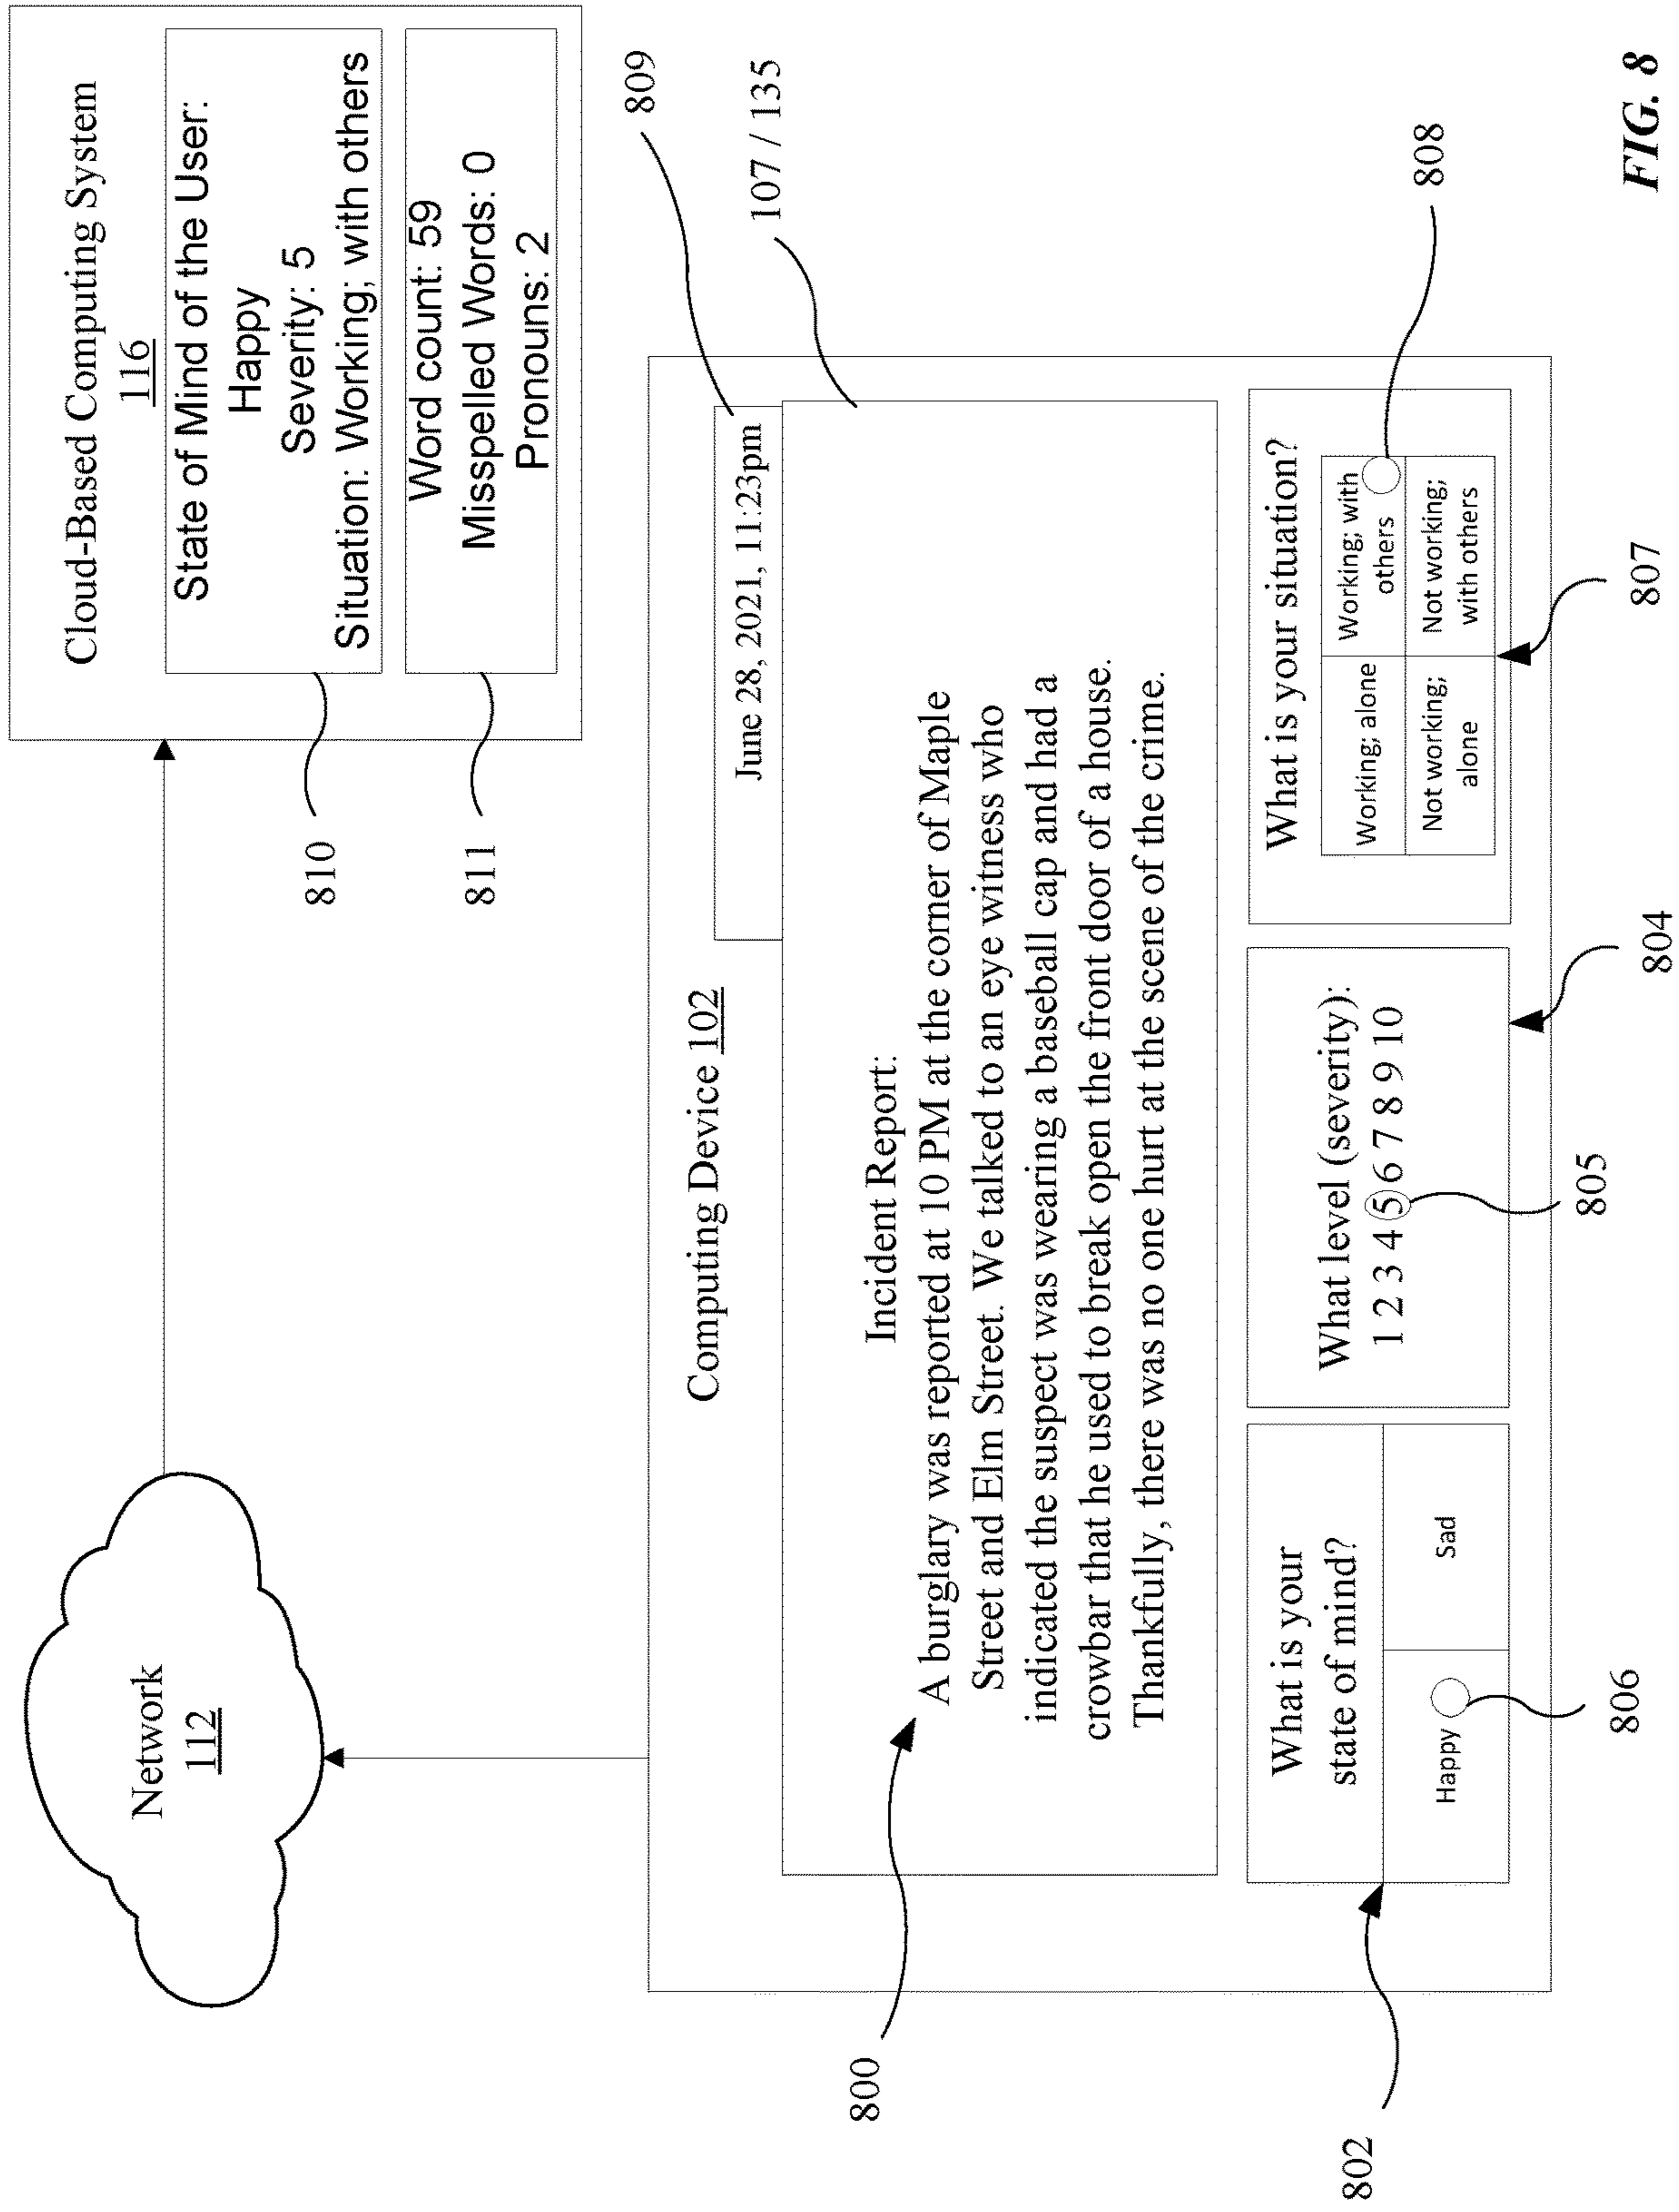 Network
112
Cloud-Based Computing System
116
State of Mind of the User:
Happy
Severity: 5
Situation: Working; with others
Word count: 59
Misspelled Words: 0
Pronouns: 2
810
811
809
107 / 135
Computing Device 102
June 28, 2021, 11:23pm
800
Incident Report:
A burglary was reported at 10 PM at the corner of Maple
Street and Elm Street. We talked to an eye witness who
indicated the suspect was wearing a baseball cap and had a
crowbar that he used to break open the front door of a house.
Thankfully, there was no one hurt at the scene of the crime.
802
What is your
state of mind?
Happy
Sad
806
What level (severity):
1 2 3 4 5 6 7 8 9 10
805
804
What is your situation?
Working; alone
Working; with
others
Not working;
alone
Not working;
with others
807
808
FIG. 8